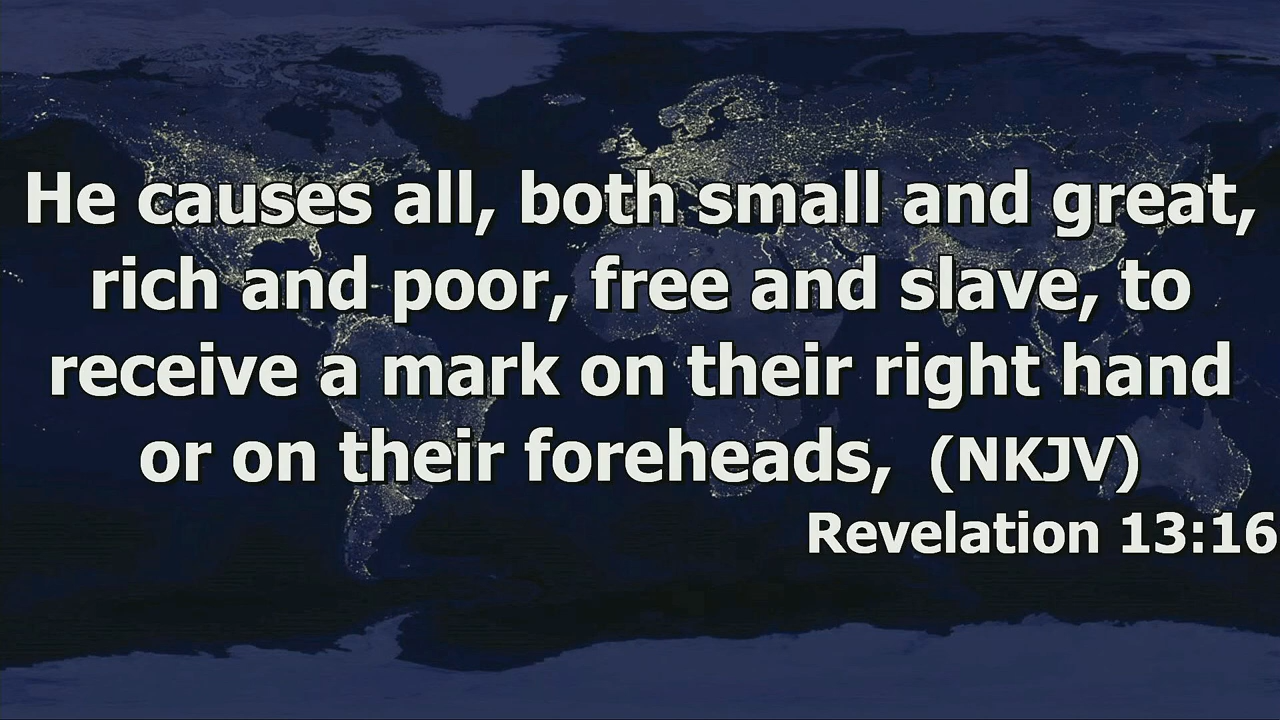 He causes all, both small and great,
rich and poor, free and slave, to
receive a mark on their right hand
or on their foreheads, (NKJV)
Revelation 13:16